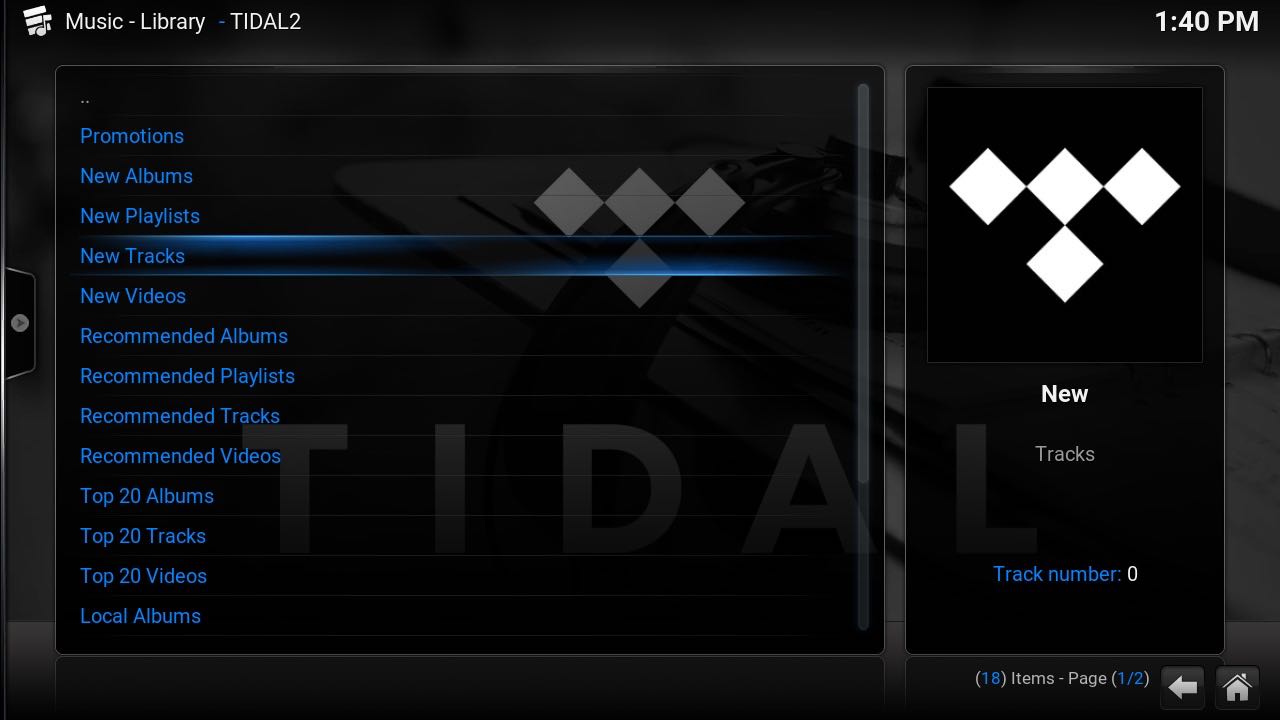 Music - Library - TIDAL2
1:40 PM
..
Promotions
New Albums
New Playlists
New Tracks
New Videos
Recommended Albums
Recommended Playlists
Recommended Tracks
Recommended Videos
Top 20 Albums
Top 20 Tracks
Top 20 Videos
Local Albums
TIDAL
New
Tracks
Track number: 0
(18) Items - Page (1/2)